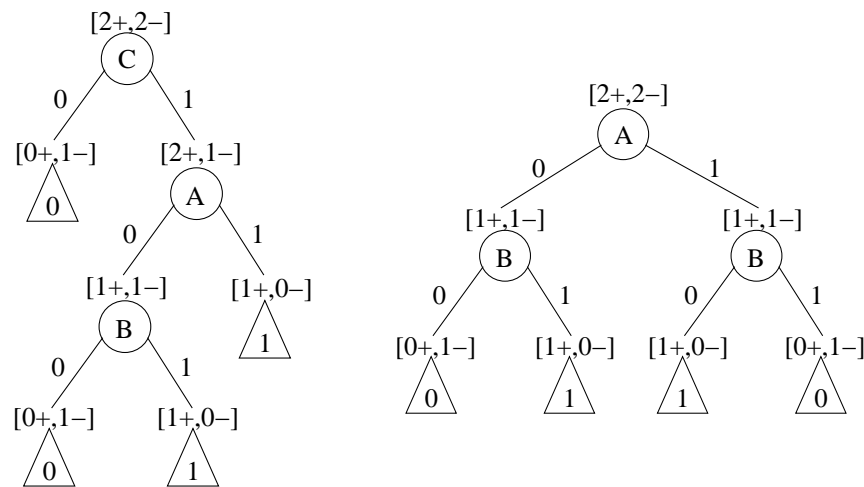 [2+,2−]
C
0 1
[0+,1−] [2+,1−]
0
A
0 1
[1+,1−] [1+,0−]
B
1
0 1
[0+,1−] [1+,0−]
0 1
[2+,2−]
A
0 1
[1+,1−] [1+,1−]
B B
0 1 0 1
[0+,1−] [1+,0−] [1+,0−] [0+,1−]
0 1 1 0